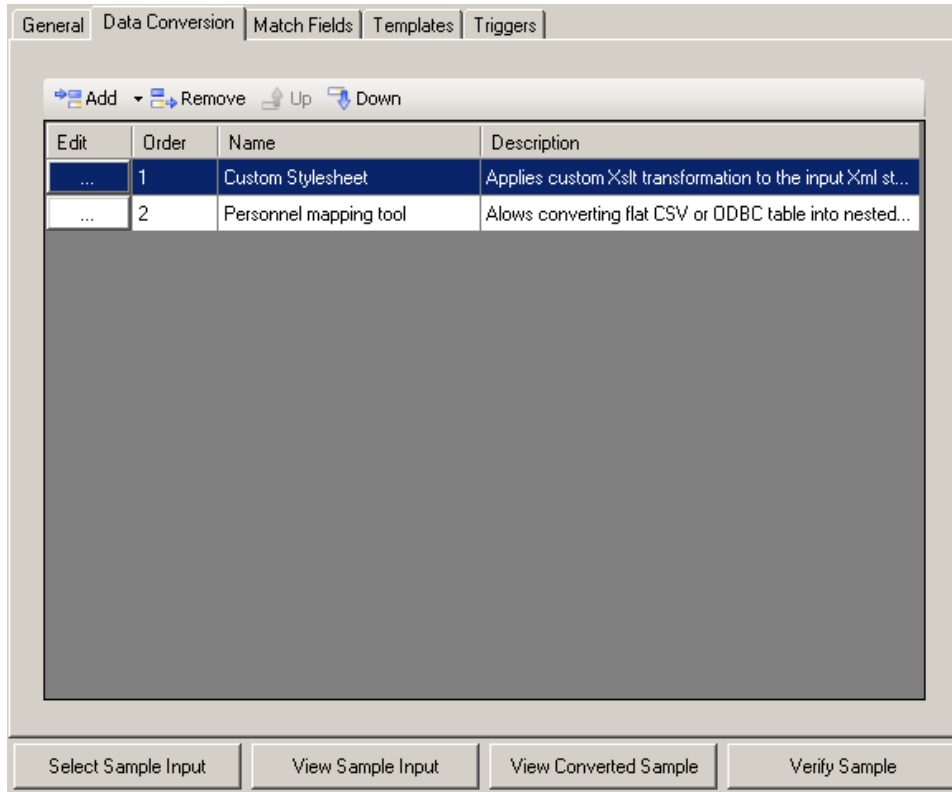 General Data Conversion Match Fields Templates Triggers
Add Remove Up Down
Edit Order Name Description
... 1 Custom Stylesheet Applies custom Xslt transformation to the input Xml st...
... 2 Personnel mapping tool Alows converting flat CSV or ODBC table into nested...
Select Sample Input View Sample Input View Converted Sample Verify Sample